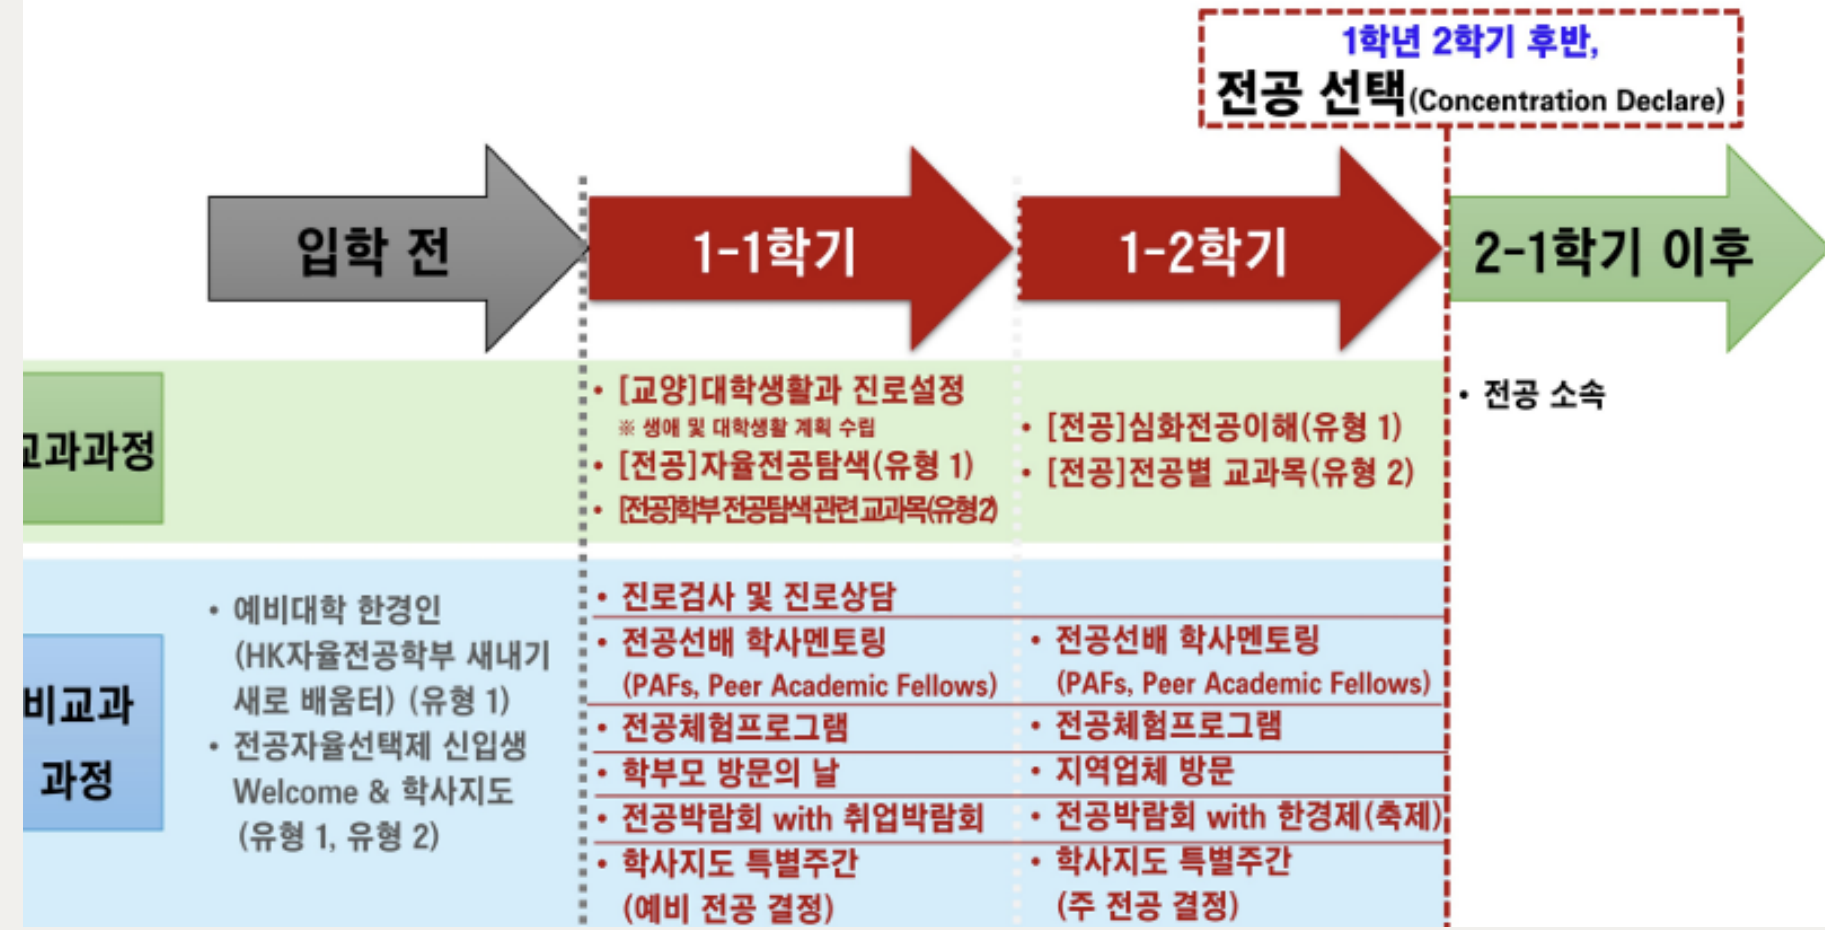 1학년 2학기 후반,
전공 선택(Concentration Declare)
입학 전
1-1학기
1-2학기
2-1학기 이후
교과과정
• [교양]대학생활과 진로설정
※ 생애 및 대학생활 계획 수립
• [전공]자율전공탐색(유형 1)
• [전공]학부 전공탐색 관련 교과목(유형2)
• [전공]심화전공이해(유형 1)
• [전공]전공별 교과목(유형 2)
• 전공 소속
비교과
과정
• 예비대학 한경인
(HK자율전공학부 새내기
새로 배움터) (유형 1)
• 전공자율선택제 신입생
Welcome & 학사지도
(유형 1, 유형 2)
• 진로검사 및 진로상담
• 전공선배 학사멘토링
(PAFs, Peer Academic Fellows)
• 전공체험프로그램
• 학부모 방문의 날
• 전공박람회 with 취업박람회
• 학사지도 특별주간
(예비 전공 결정)
• 전공선배 학사멘토링
(PAFs, Peer Academic Fellows)
• 전공체험프로그램
• 지역업체 방문
• 전공박람회 with 한경제(축제)
• 학사지도 특별주간
(주 전공 결정)